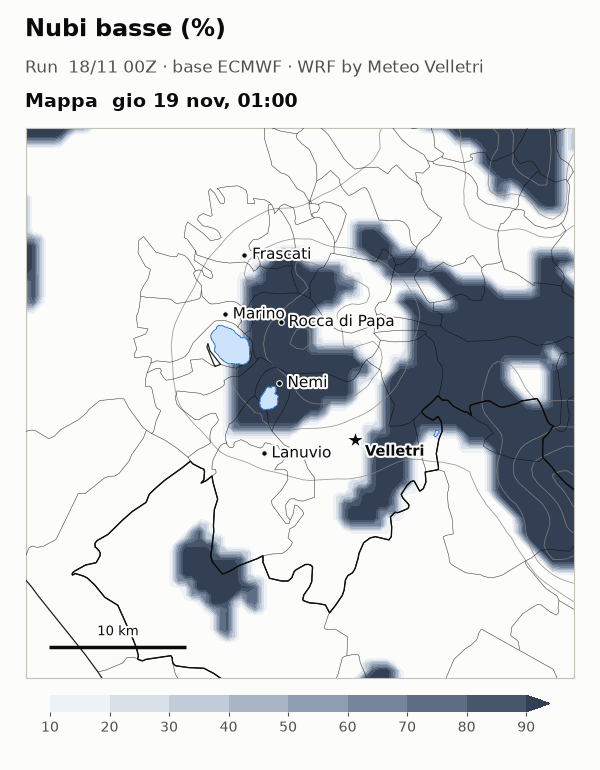 Nubi basse (%)
Run  18/11 00Z · base ECMWF · WRF by Meteo Velletri
Mappa  gio 19 nov, 01:00
Frascati
Marino
Rocca di Papa
Nemi
Velletri
Lanuvio
10 km
10 20 30 40 50 60 70 80 90